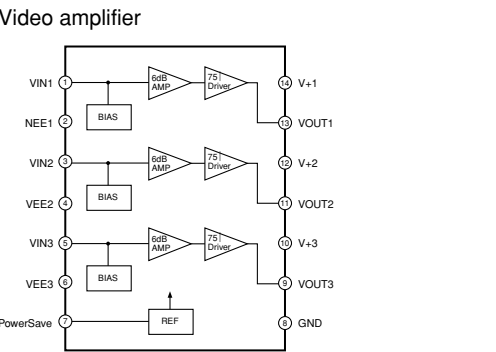 Video amplifier
VIN1 1 6dB AMP 75| Driver 14 V+1
BIAS
NEE1 2 13 VOUT1
VIN2 3 6dB AMP 75| Driver 12 V+2
BIAS
VEE2 4 11 VOUT2
VIN3 5 6dB AMP 75| Driver 10 V+3
BIAS
VEE3 6 9 VOUT3
PowerSave 7 REF 8 GND